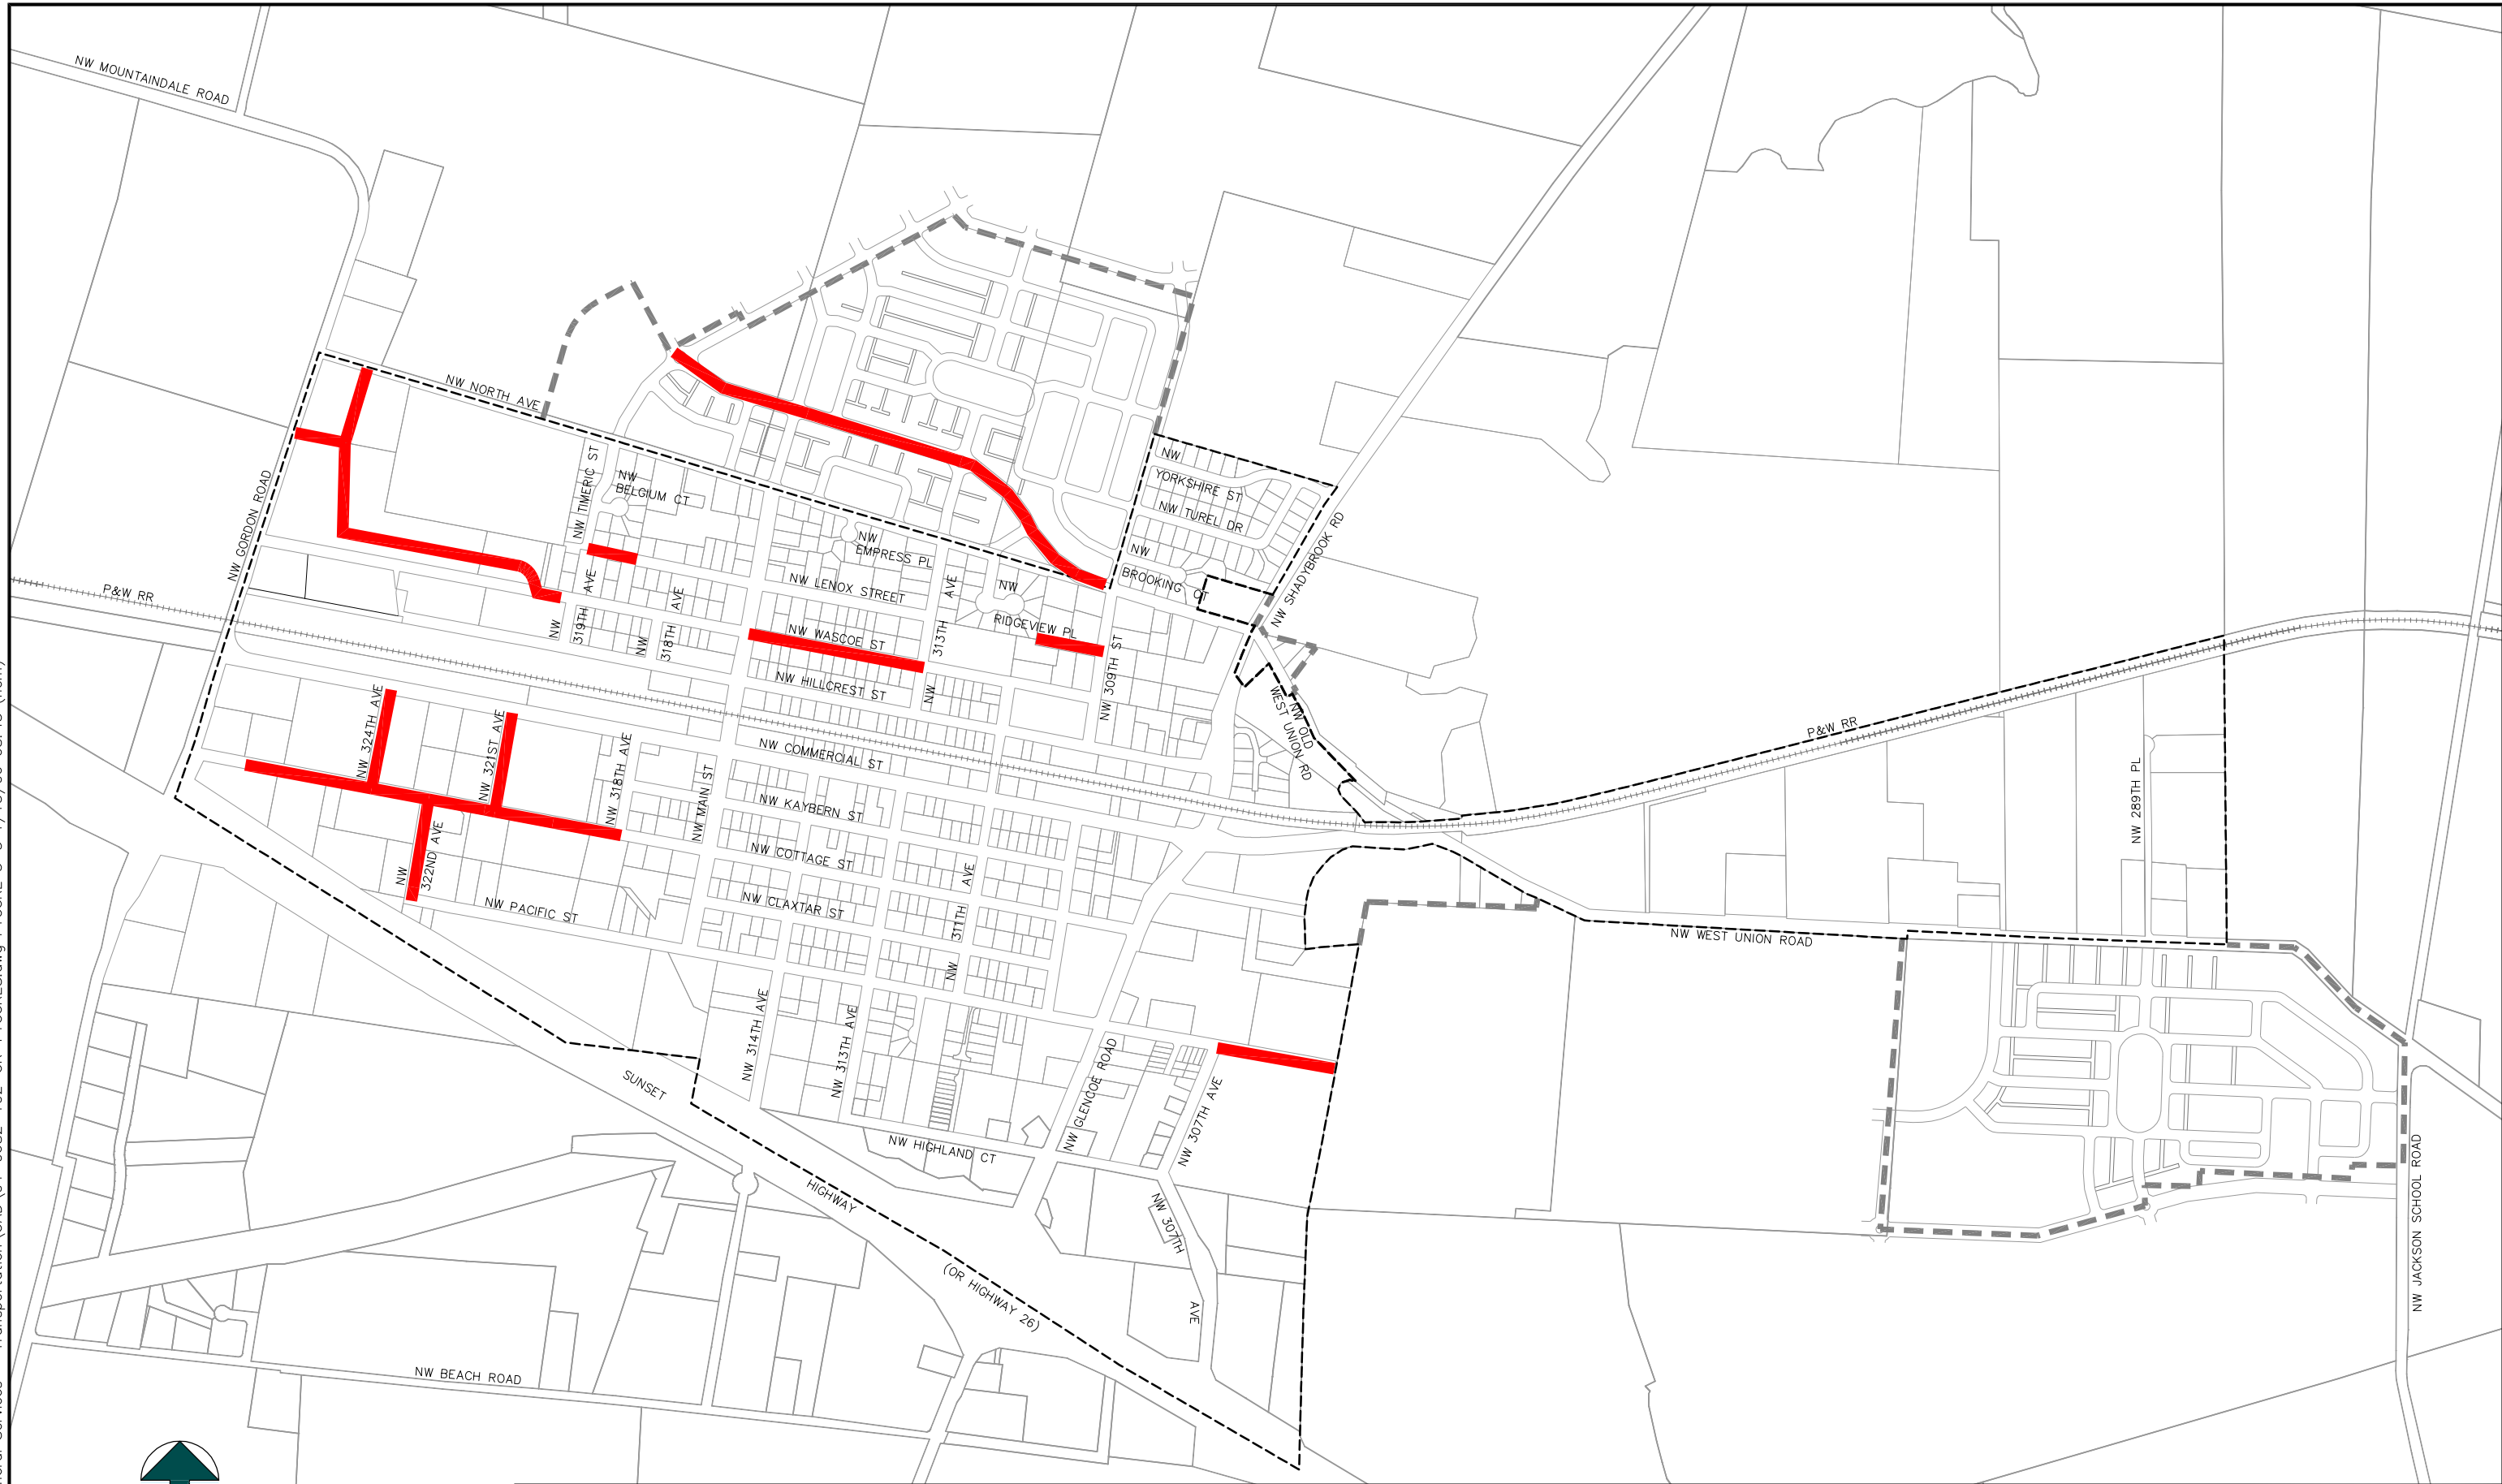 NW MOUNTAINDALE ROAD
NW NORTH AVE
NW GORDON ROAD
P&W RR
NW TIMERIC ST
NW
BELGIUM CT
NW
EMPRESS PL
NW LENOX STREET
NW WASCOE ST
NW HILLCREST ST
NW COMMERCIAL ST
NW KAYBERN ST
NW COTTAGE ST
NW CLAXTAR ST
NW PACIFIC ST
NW
319TH
AVE
NW
318TH
AVE
NW
313TH
AVE
NW
RIDGEVIEW PL
NW 309TH ST
NW
YORKSHIRE ST
NW TUREL DR
NW
BROOKING CT
NW SHADYBROOK RD
NW OLD
WEST UNION RD
P&W RR
NW 289TH PL
NW WEST UNION ROAD
NW JACKSON SCHOOL ROAD
NW 324TH AVE
NW 321ST AVE
NW 318TH AVE
NW MAIN ST
NW
322ND AVE
NW
311TH
AVE
NW 314TH AVE
NW 313TH AVE
NW GLENCOE ROAD
NW 307TH AVE
NW HIGHLAND CT
NW 307TH
AVE
SUNSET
HIGHWAY
(OR HIGHWAY 26)
NW BEACH ROAD